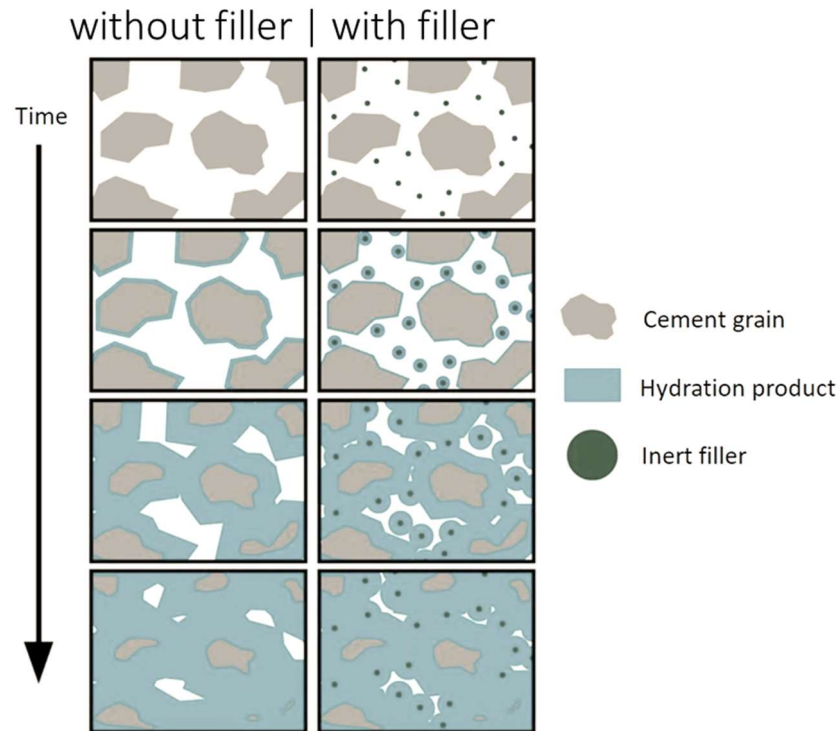 without filler | with filler
Time
Cement grain
Hydration product
Inert filler